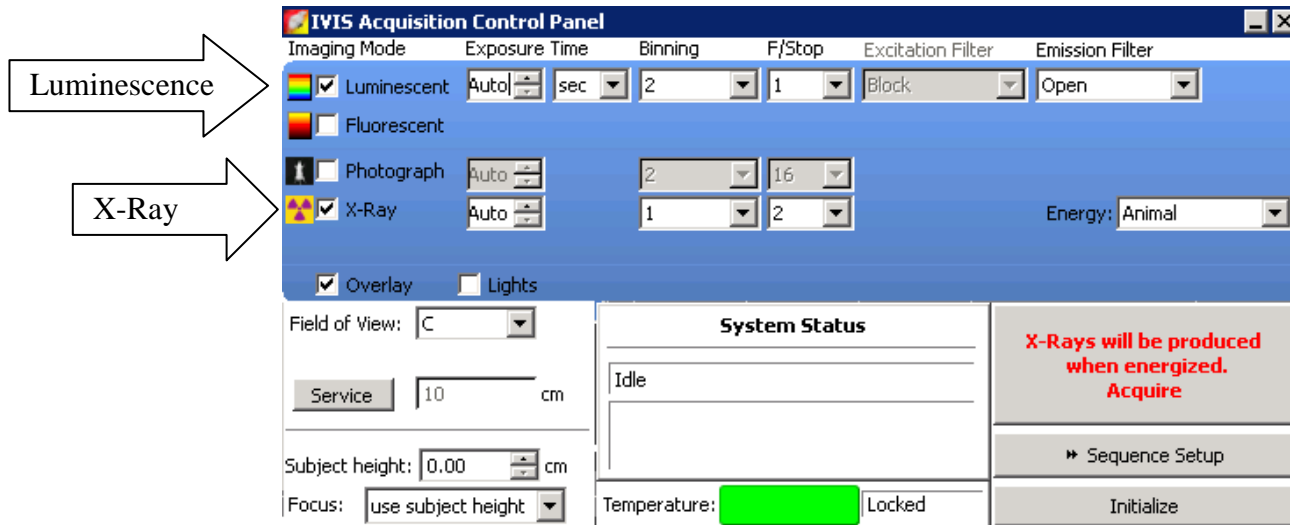 IVIS Acquisition Control Panel
Imaging Mode Exposure Time Binning F/Stop Excitation Filter Emission Filter
Luminescence
Luminescent Auto sec 2 1 Block Open
Fluorescent
Photograph Auto 2 16
X-Ray
X-Ray Auto 1 2 Energy: Animal
Overlay Lights
Field of View: C
Service 10 cm
Subject height: 0.00 cm
Focus: use subject height
System Status
Idle
Temperature: Locked
X-Rays will be produced
when energized.
Acquire
Sequence Setup
Initialize